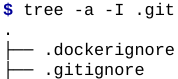 $ tree -a -I .git
.
├── .dockerignore
├── .gitignore